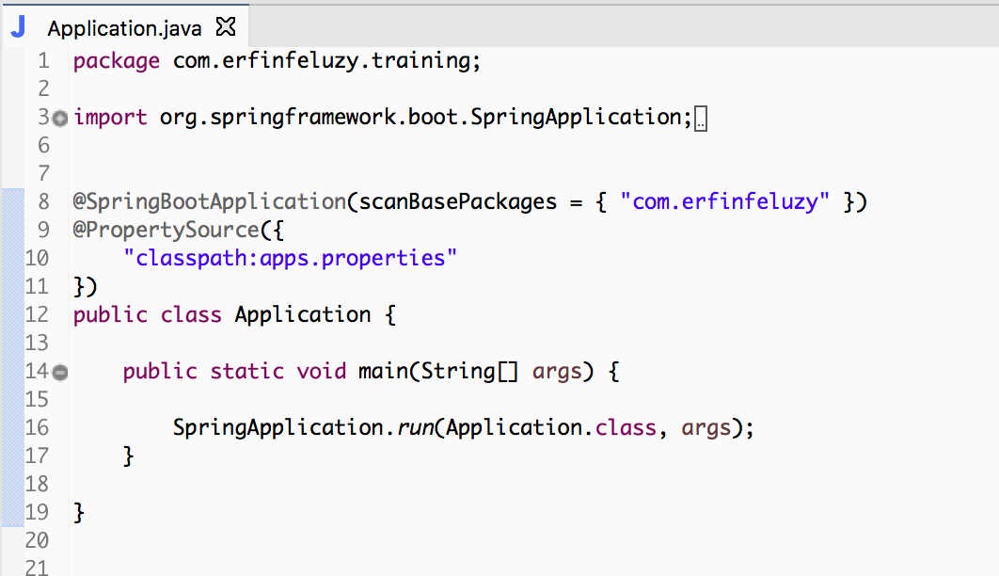 J Application.java
1 package com.erfinfeluzy.training;
2
3 import org.springframework.boot.SpringApplication;..
6
7
8 @SpringBootApplication(scanBasePackages = { "com.erfinfeluzy" })
9 @PropertySource({
10     "classpath:apps.properties"
11 })
12 public class Application {
13
14     public static void main(String[] args) {
15
16         SpringApplication.run(Application.class, args);
17     }
18
19 }
20
21